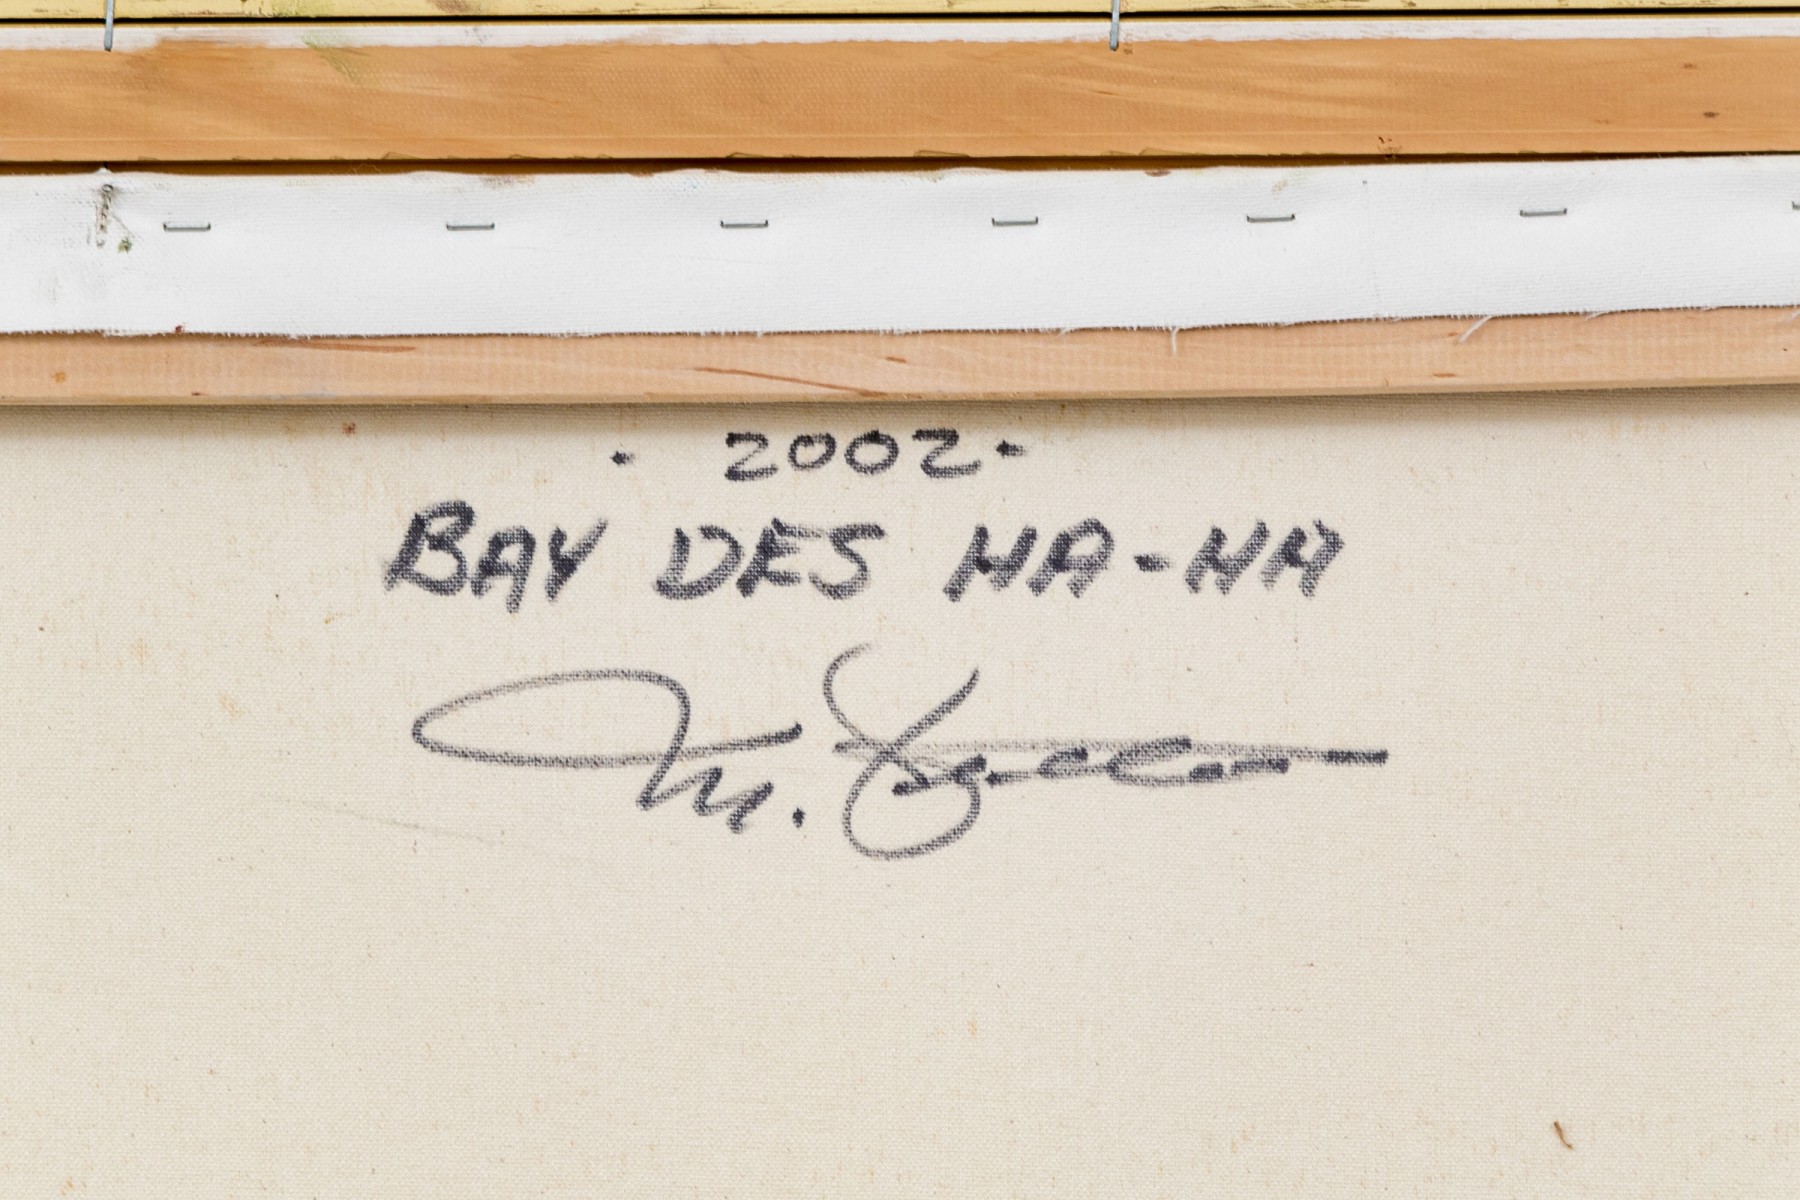 · 2002 ·
BAY DES HA-HA
M.